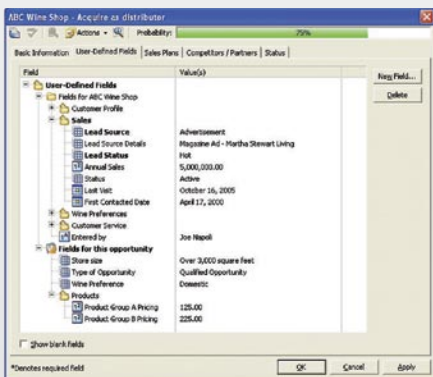 ABC Wine Shop - Acquire as distributor
Actions Probability: 75%
Basic Information User-Defined Fields Sales Plans Competitors / Partners Status
Field Value(s)
User-Defined Fields
Fields for ABC Wine Shop
Customer Profile
Sales
Lead Source Advertisement
Lead Source Details Magazine Ad - Martha Stewart Living
Lead Status Hot
Annual Sales 5,000,000.00
Status Active
Last Visit October 16, 2005
First Contacted Date April 17, 2000
Wine Preferences
Customer Service
Entered by Joe Napoli
Fields for this opportunity
Store size Over 3,000 square feet
Type of Opportunity Qualified Opportunity
Wine Preference Domestic
Products
Product Group A Pricing 125.00
Product Group B Pricing 225.00
New Field...
Delete
Show blank fields
*Denotes required field
OK Cancel Apply